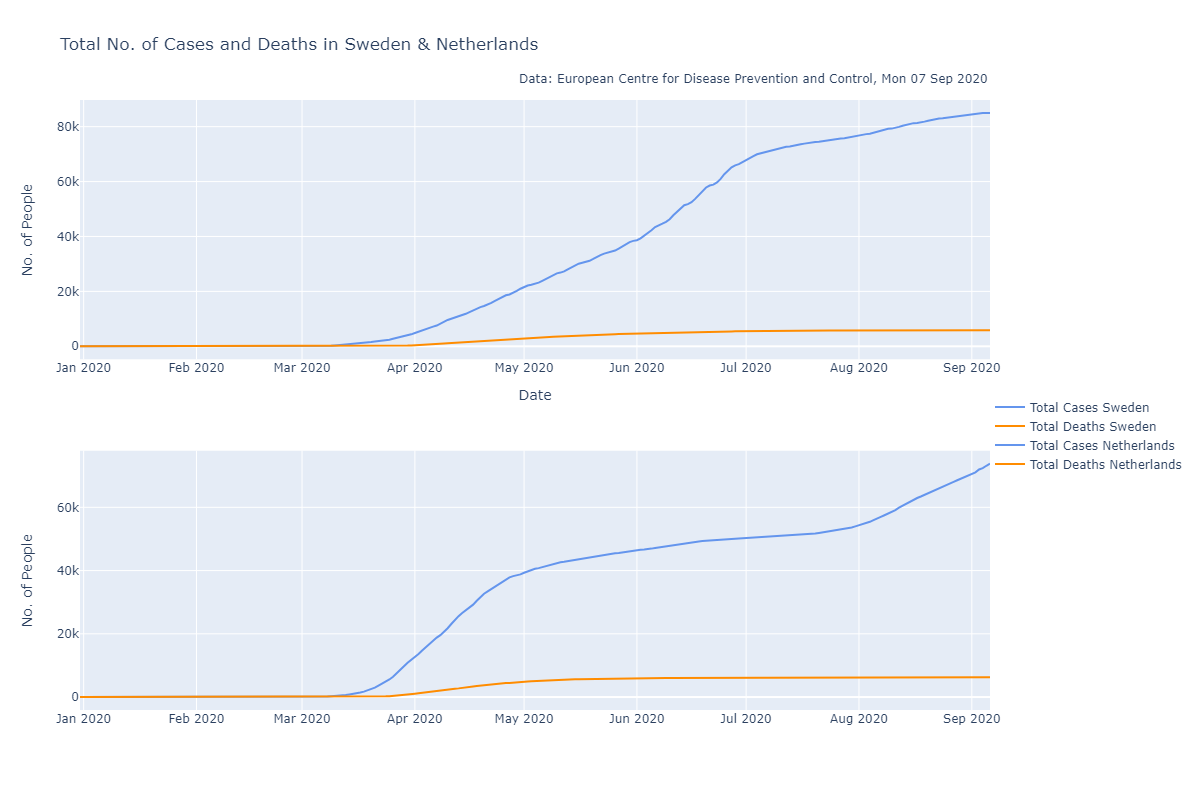 Total No. of Cases and Deaths in Sweden & Netherlands
Data: European Centre for Disease Prevention and Control, Mon 07 Sep 2020
No. of People
80k
60k
40k
20k
0
Jan 2020 Feb 2020 Mar 2020 Apr 2020 May 2020 Jun 2020 Jul 2020 Aug 2020 Sep 2020
Date
Total Cases Sweden
Total Deaths Sweden
Total Cases Netherlands
Total Deaths Netherlands
No. of People
60k
40k
20k
0
Jan 2020 Feb 2020 Mar 2020 Apr 2020 May 2020 Jun 2020 Jul 2020 Aug 2020 Sep 2020